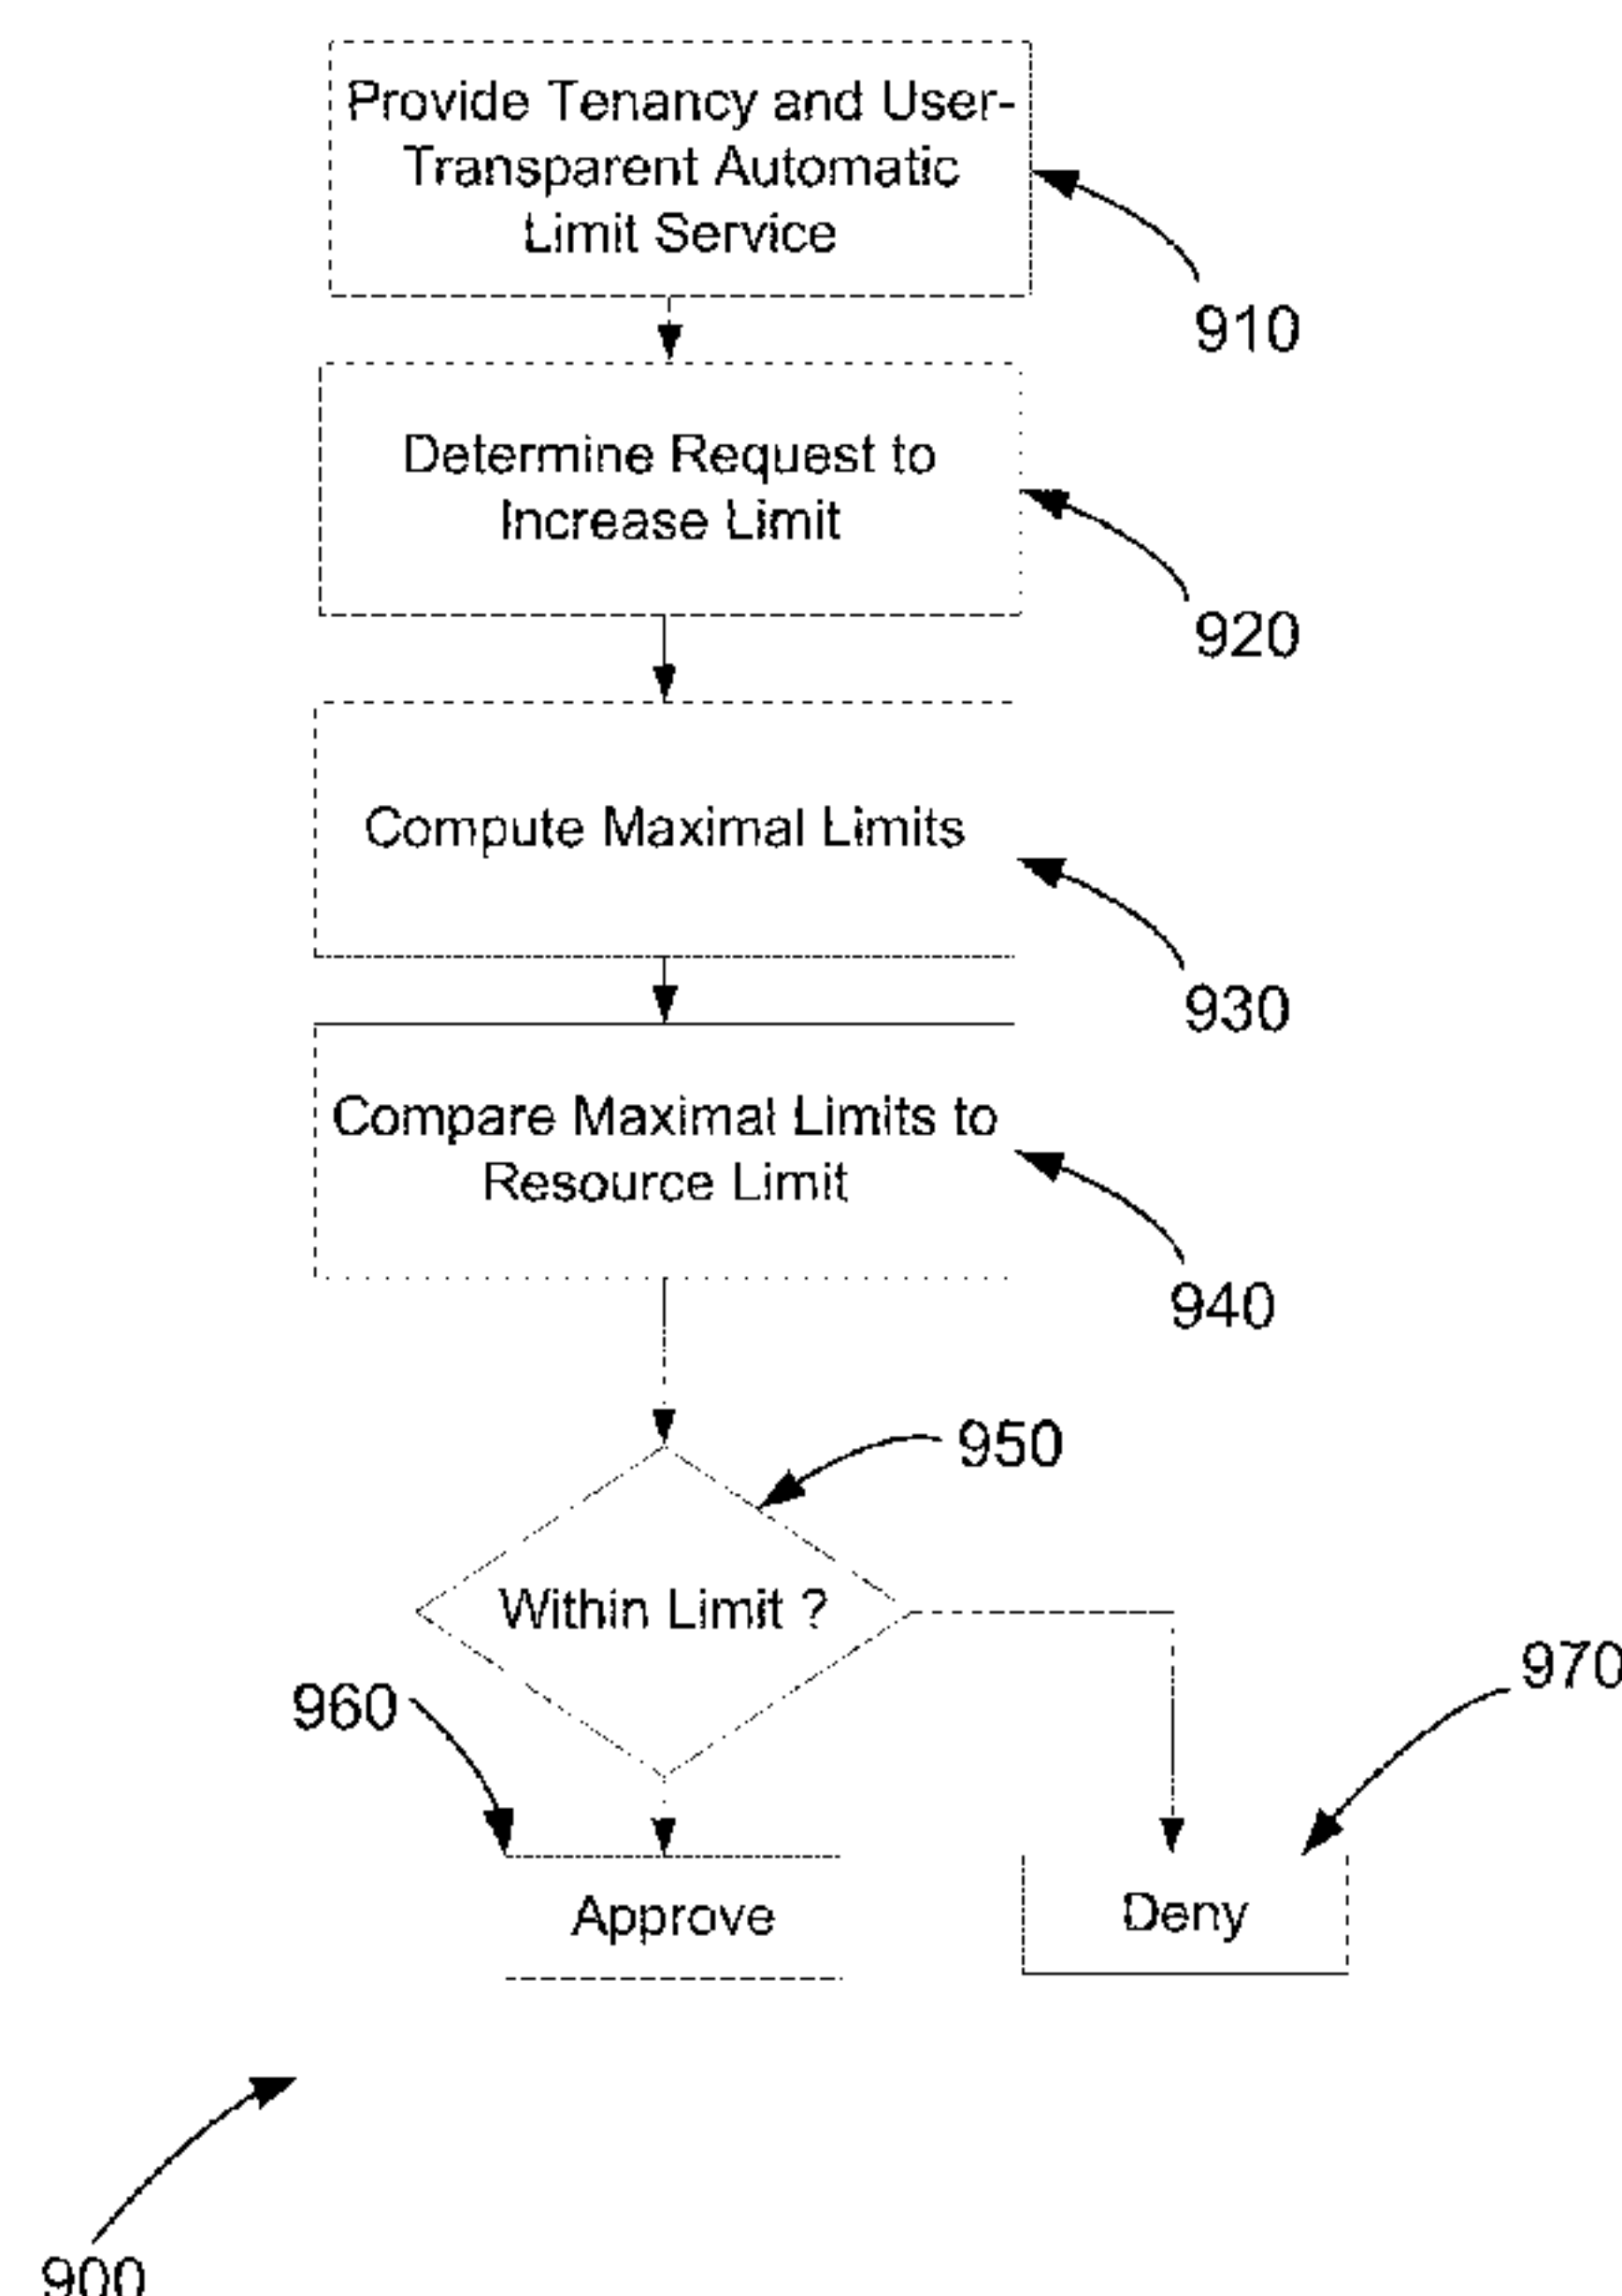 Provide Tenancy and User-
Transparent Automatic
Limit Service
910
Determine Request to
Increase Limit
920
Compute Maximal Limits
930
Compare Maximal Limits to
Resource Limit
940
950
Within Limit ?
960
970
Approve
Deny
900